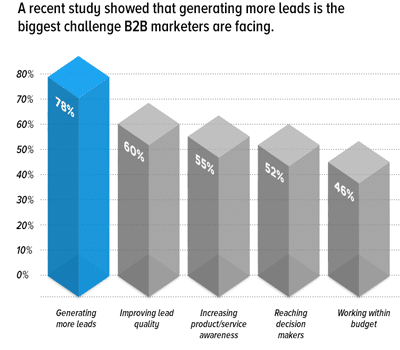 A recent study showed that generating more leads is the
biggest challenge B2B marketers are facing.
80%
70%
60%
50%
40%
30%
20%
10%
0%
78%
60%
55%
52%
46%
Generating
more leads
Improving lead
quality
Increasing
product/service
awareness
Reaching
decision
makers
Working within
budget